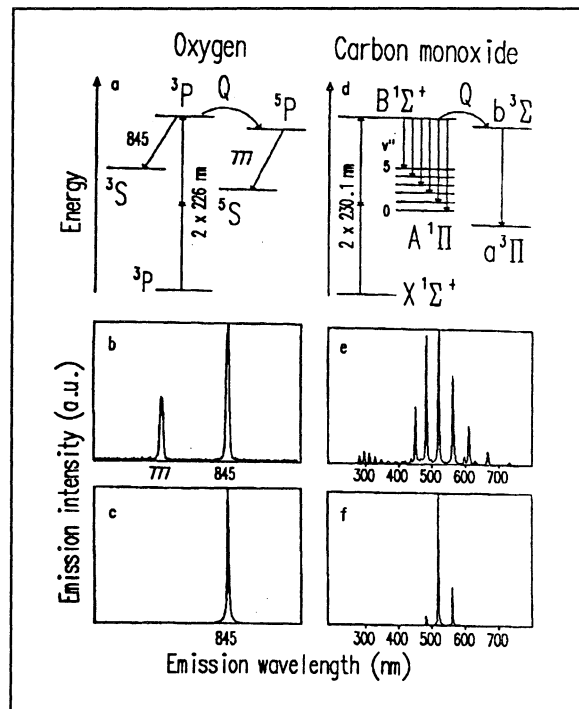 Oxygen
Carbon monoxide
a
³P
Q
⁵P
845
777
³S
⁵S
2 x 226 nm
³P
Energy
d
B¹Σ⁺
Q
b³Σ
v"
5
0
2 x 230.1 nm
A¹Π
a³Π
X¹Σ⁺
b
777
845
e
300 400 500 600 700
c
845
f
300 400 500 600 700
Emission intensity (a.u.)
Emission wavelength (nm)